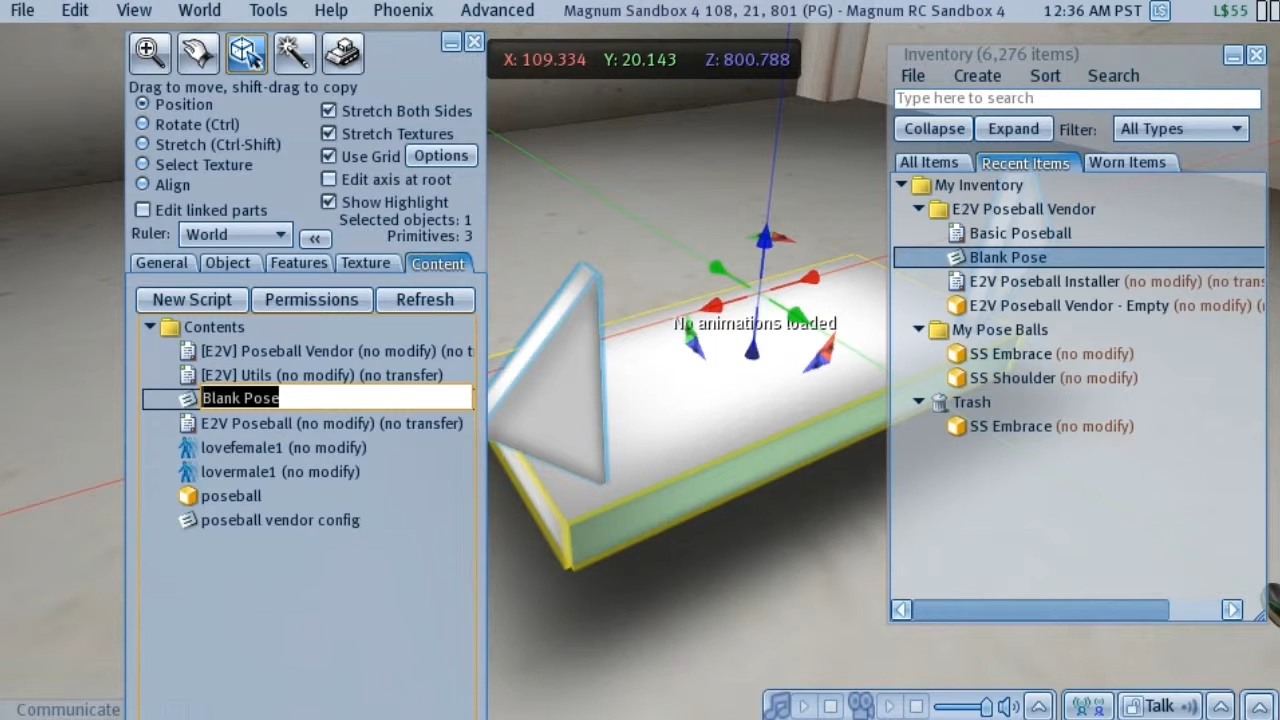 File Edit View World Tools Help Phoenix Advanced Magnum Sandbox 4 108, 21, 801 (PG) - Magnum RC Sandbox 4 12:36 AM PST L$ L$55
Drag to move, shift-drag to copy
Position
Rotate (Ctrl)
Stretch (Ctrl-Shift)
Select Texture
Align
Stretch Both Sides
Stretch Textures
Use Grid Options
Edit axis at root
Show Highlight
Edit linked parts
Selected objects: 1
Primitives: 3
Ruler: World <<
General Object Features Texture Content
New Script Permissions Refresh
Contents
[E2V] Poseball Vendor (no modify) (no t
[E2V] Utils (no modify) (no transfer)
Blank Pose
E2V Poseball (no modify) (no transfer)
lovefemale1 (no modify)
lovermale1 (no modify)
poseball
poseball vendor config
X: 109.334 Y: 20.143 Z: 800.788
No animations loaded
Inventory (6,276 items)
File Create Sort Search
Type here to search
Collapse Expand Filter: All Types
All Items Recent Items Worn Items
My Inventory
E2V Poseball Vendor
Basic Poseball
Blank Pose
E2V Poseball Installer (no modify) (no trans
E2V Poseball Vendor - Empty (no modify) (
My Pose Balls
SS Embrace (no modify)
SS Shoulder (no modify)
Trash
SS Embrace (no modify)
Communicate
Talk